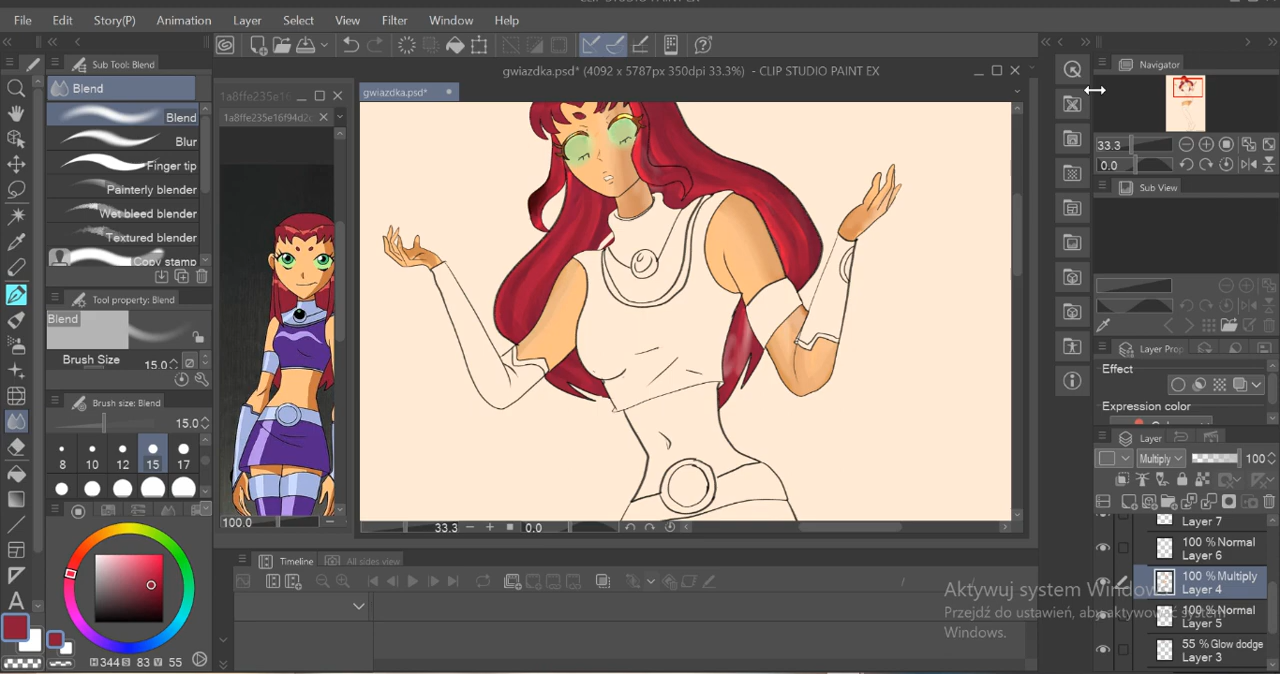 File Edit Story(P) Animation Layer Select View Filter Window Help
Sub Tool: Blend
Blend
Blend
Blur
Finger tip
Painterly blender
Wet bleed blender
Textured blender
Copy stamp
Tool property: Blend
Blend
Brush Size 15.0
Brush size: Blend
15.0
8 10 12 15 17
H 344 S 83 V 55
1a8ffe235e16
1a8ffe235e16f94d2
100.0
gwiazdka.psd* (4092 x 5787px 350dpi 33.3%) - CLIP STUDIO PAINT EX
gwiazdka.psd*
33.3 0.0
Timeline
All sides view
Navigator
33.3
0.0
Sub View
Layer Prop
Effect
Expression color
Layer
Multiply 100
Layer 7
100 % Normal
Layer 6
100 % Multiply
Layer 4
100 % Normal
Layer 5
55 % Glow dodge
Layer 3
Aktywuj system Windows
Przejdź do ustawień, aby aktywować system
Windows.